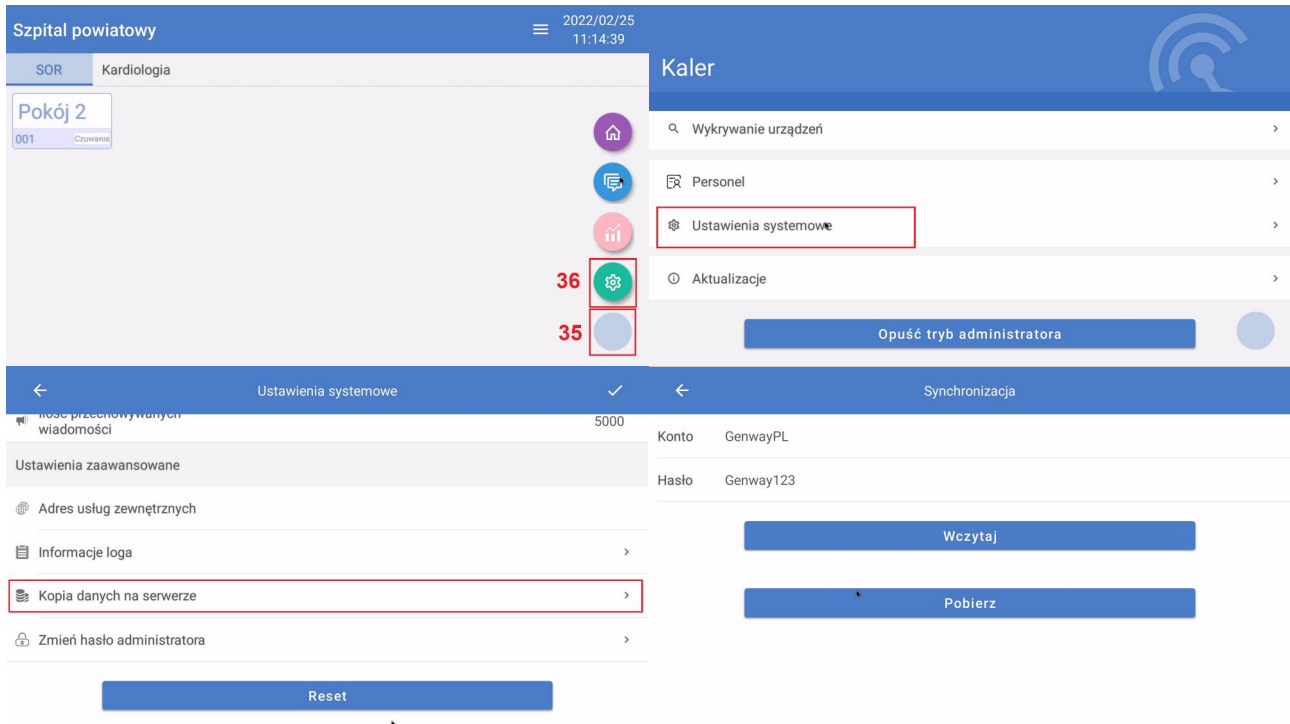 Szpital powiatowy
2022/02/25
11:14:39
SOR Kardiologia
Pokój 2
001 Czuwanie
36
35
Kaler
Wykrywanie urządzeń
Personel
Ustawienia systemowe
Aktualizacje
Opuść tryb administratora
Ustawienia systemowe
Ilość przechowywanych
wiadomości 5000
Ustawienia zaawansowane
Adres usług zewnętrznych
Informacje loga
Kopia danych na serwerze
Zmień hasło administratora
Reset
Synchronizacja
Konto GenwayPL
Hasło Genway123
Wczytaj
Pobierz